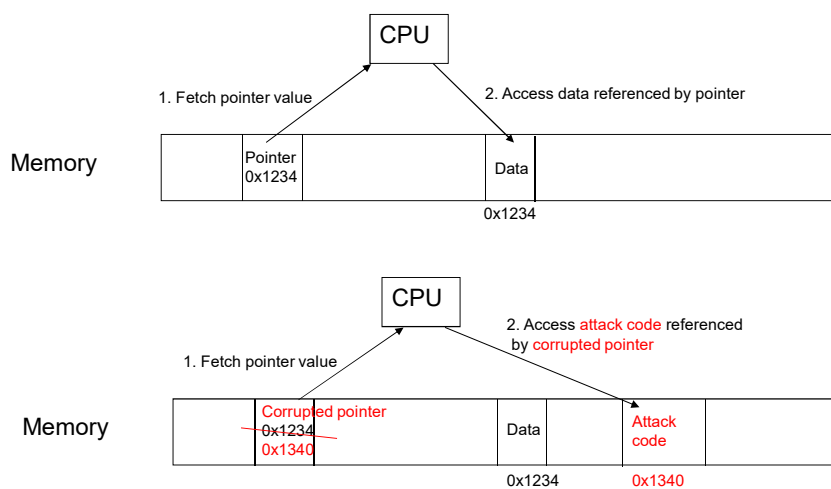 CPU
1. Fetch pointer value
2. Access data referenced by pointer
Memory
Pointer
0x1234
Data
0x1234
CPU
2. Access attack code referenced
by corrupted pointer
1. Fetch pointer value
Memory
Corrupted pointer
0x1234
0x1340
Data
Attack
code
0x1234
0x1340